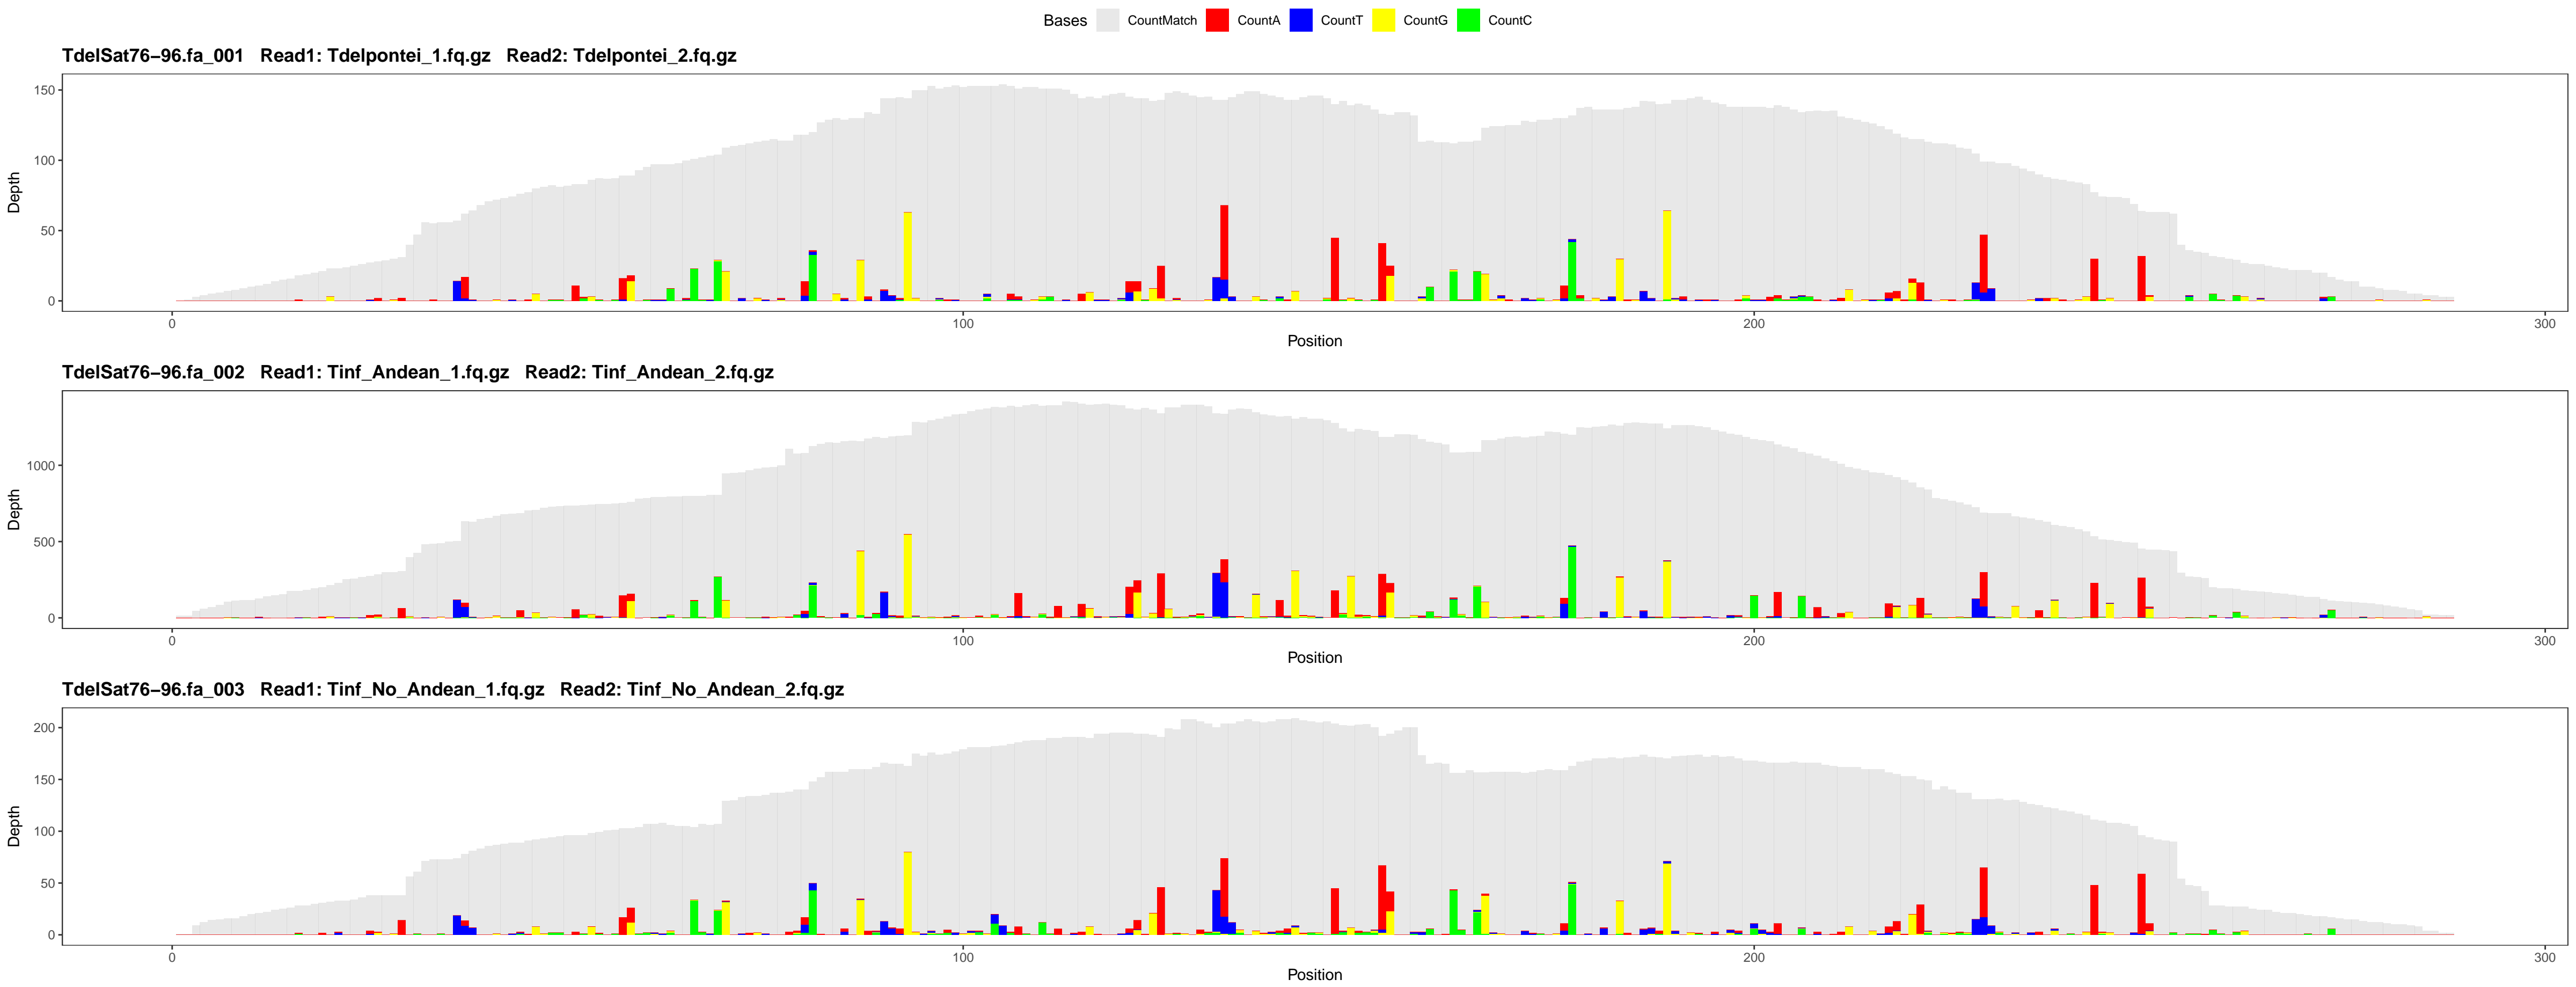 Bases CountMatch CountA CountT CountG CountC
TdelSat76−96.fa_001 Read1: Tdelpontei_1.fq.gz Read2: Tdelpontei_2.fq.gz
150
100
50
0
Depth
0 100 200 300
Position
TdelSat76−96.fa_002 Read1: Tinf_Andean_1.fq.gz Read2: Tinf_Andean_2.fq.gz
1000
500
0
Depth
0 100 200 300
Position
TdelSat76−96.fa_003 Read1: Tinf_No_Andean_1.fq.gz Read2: Tinf_No_Andean_2.fq.gz
200
150
100
50
0
Depth
0 100 200 300
Position